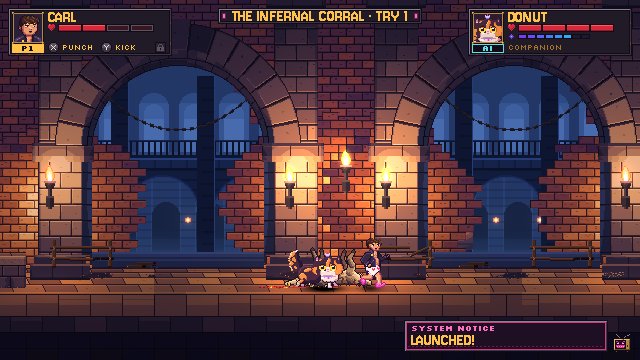 CARL
THE INFERNAL CORRAL · TRY 1
DONUT
P1
X PUNCH Y KICK
AI
COMPANION
SYSTEM NOTICE
LAUNCHED!